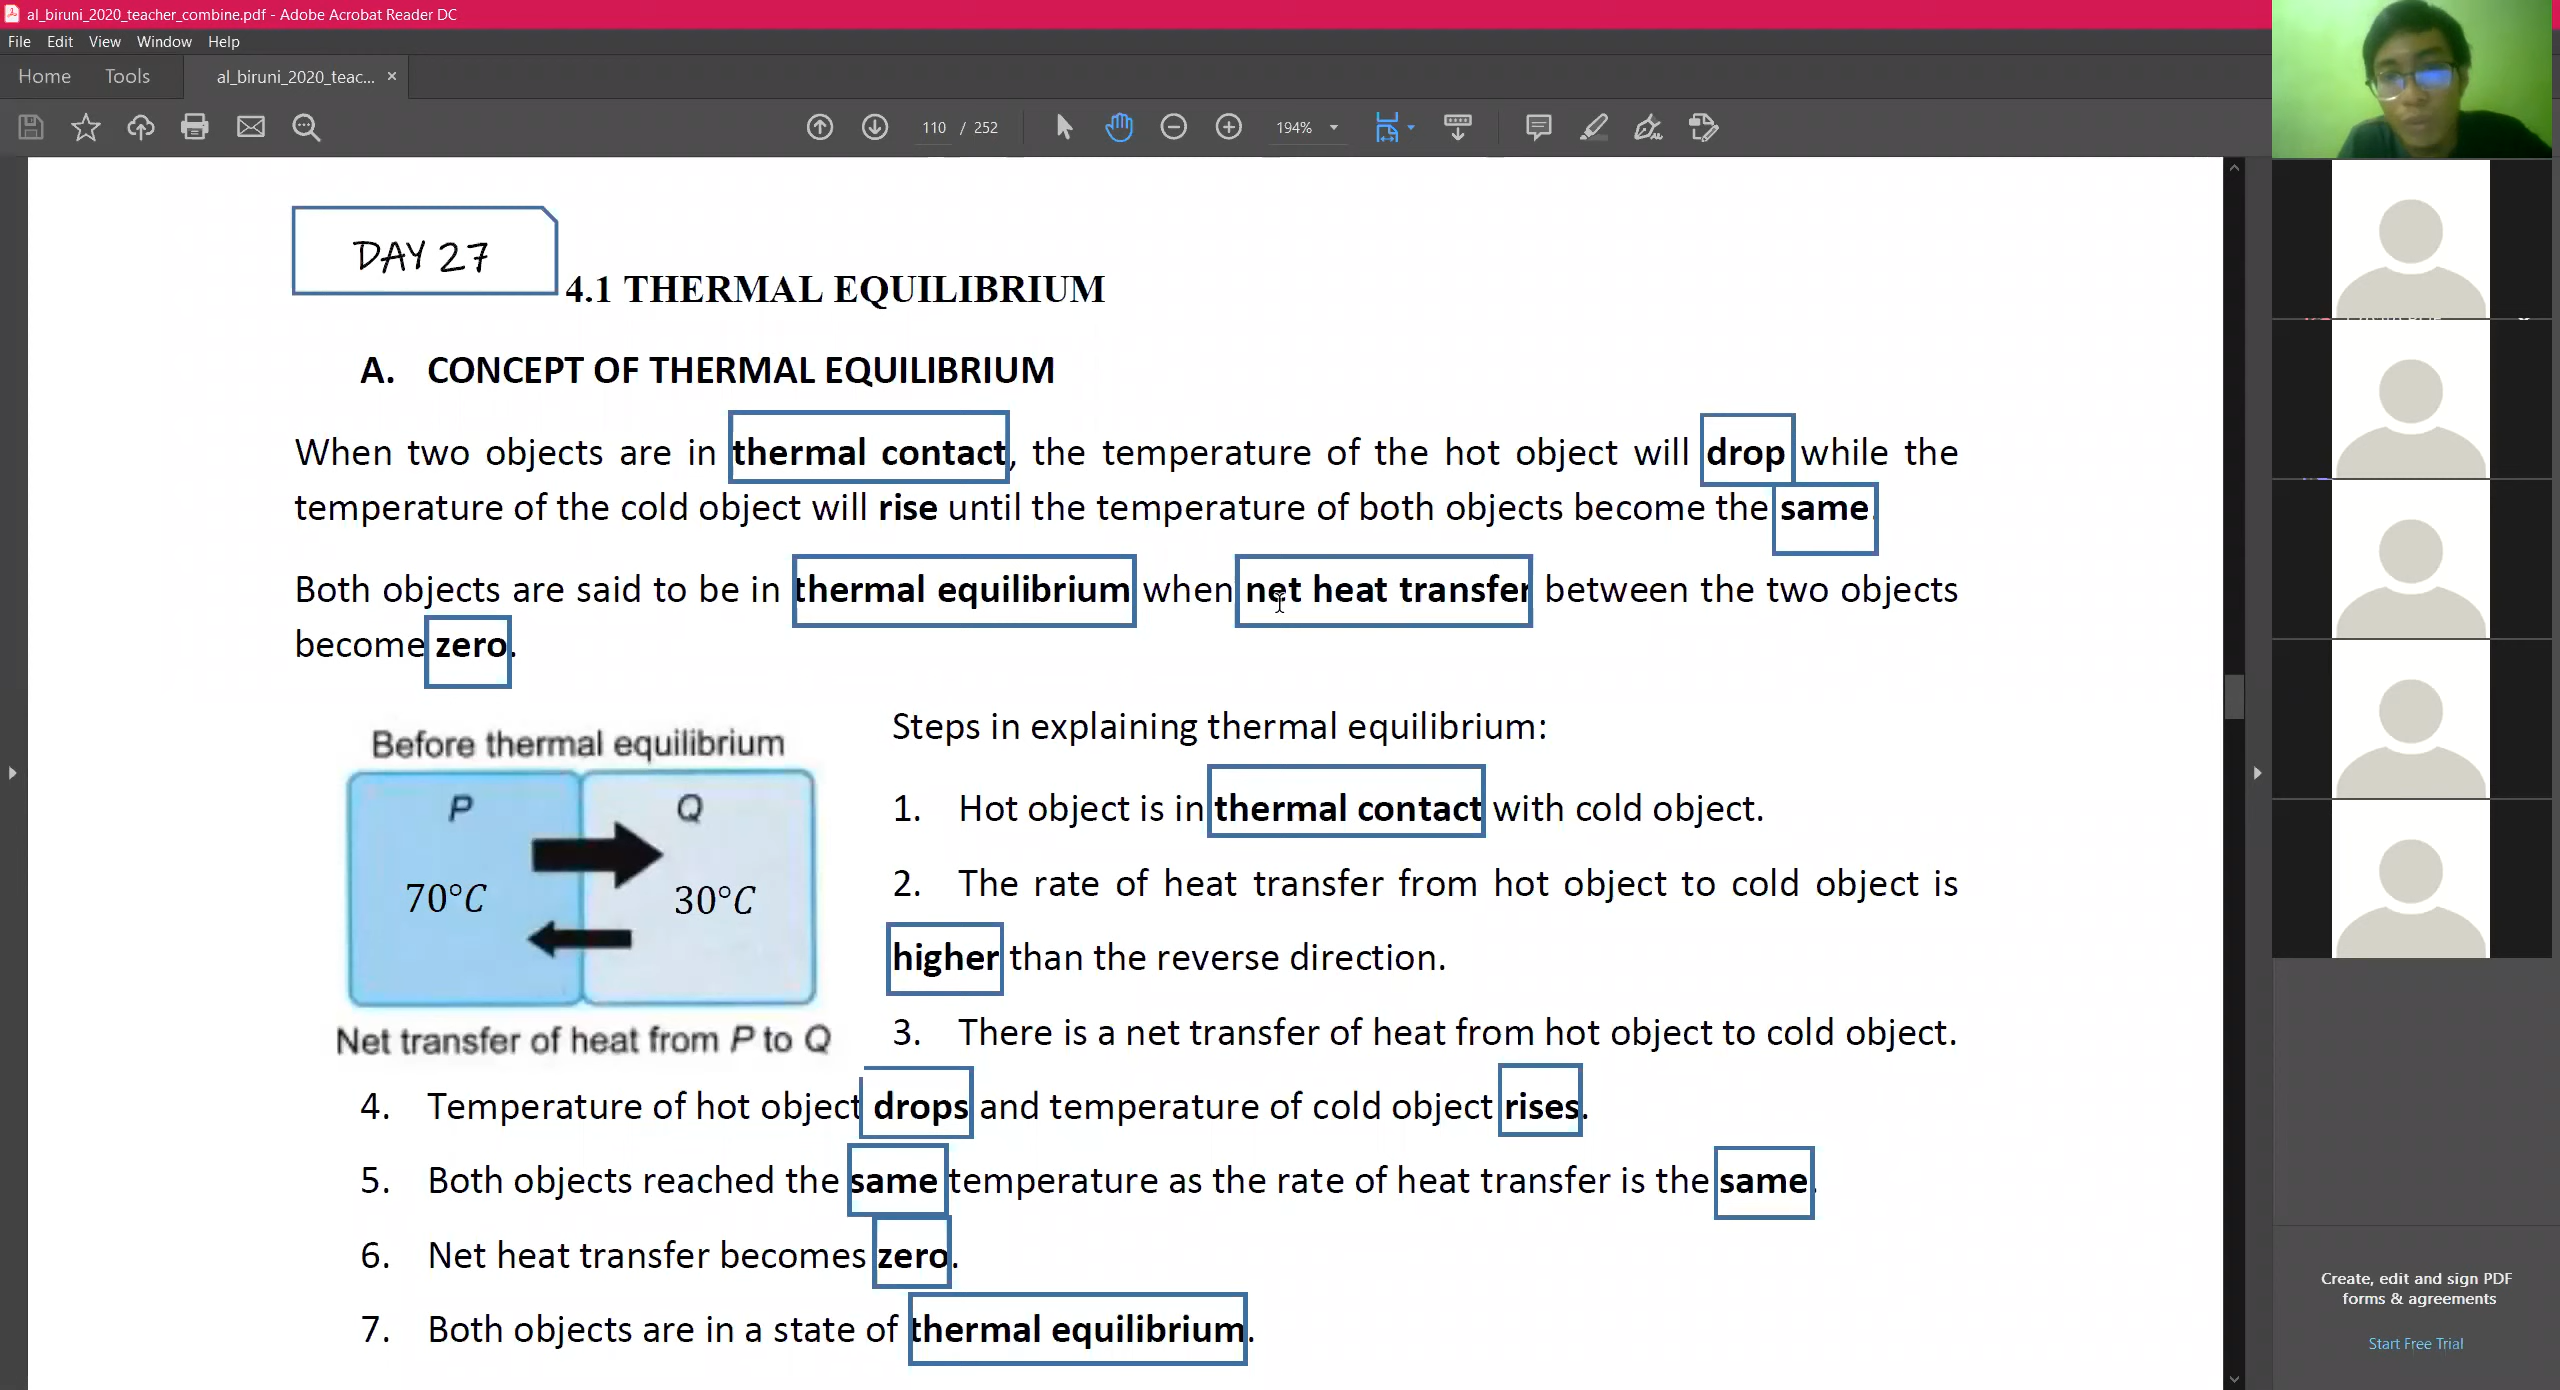 al_biruni_2020_teacher_combine.pdf - Adobe Acrobat Reader DC
File Edit View Window Help
Home Tools al_biruni_2020_teac... ×
110 / 252 194%
DAY 27
4.1 THERMAL EQUILIBRIUM
A. CONCEPT OF THERMAL EQUILIBRIUM
When two objects are in thermal contact, the temperature of the hot object will drop while the
temperature of the cold object will rise until the temperature of both objects become the same.
Both objects are said to be in thermal equilibrium when net heat transfer between the two objects
become zero.
Before thermal equilibrium
P Q
70°C 30°C
Net transfer of heat from P to Q
Steps in explaining thermal equilibrium:
1. Hot object is in thermal contact with cold object.
2. The rate of heat transfer from hot object to cold object is
higher than the reverse direction.
3. There is a net transfer of heat from hot object to cold object.
4. Temperature of hot object drops and temperature of cold object rises.
5. Both objects reached the same temperature as the rate of heat transfer is the same.
6. Net heat transfer becomes zero.
7. Both objects are in a state of thermal equilibrium.
Create, edit and sign PDF
forms & agreements
Start Free Trial